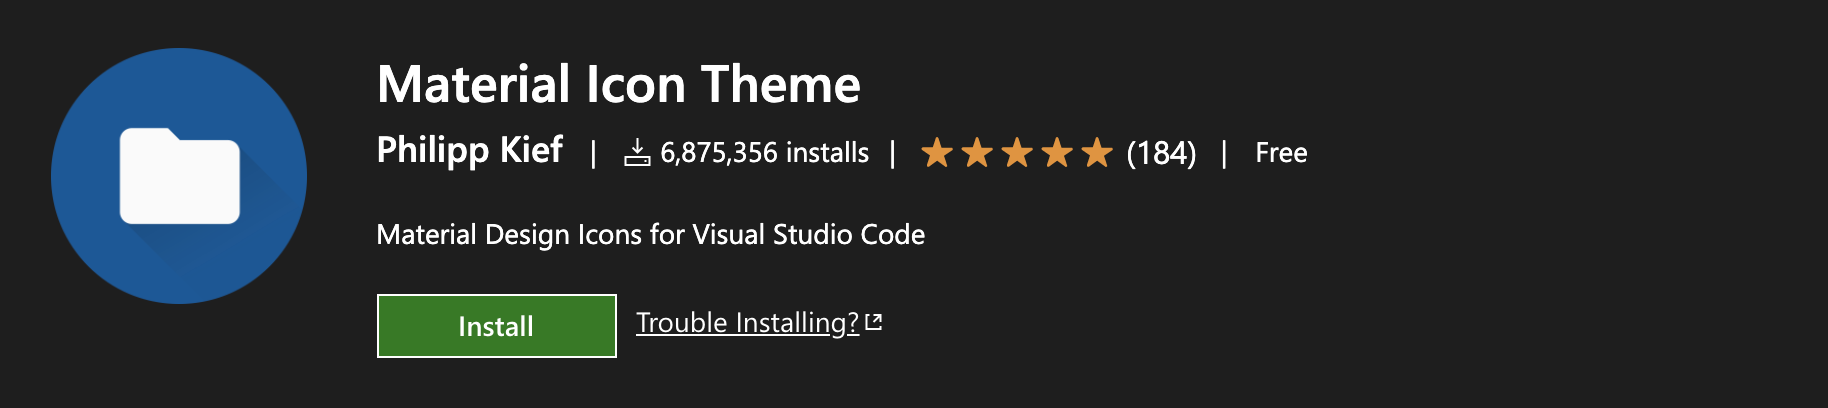 Material Icon Theme
Philipp Kief | 6,875,356 installs | (184) | Free
Material Design Icons for Visual Studio Code
Install Trouble Installing?